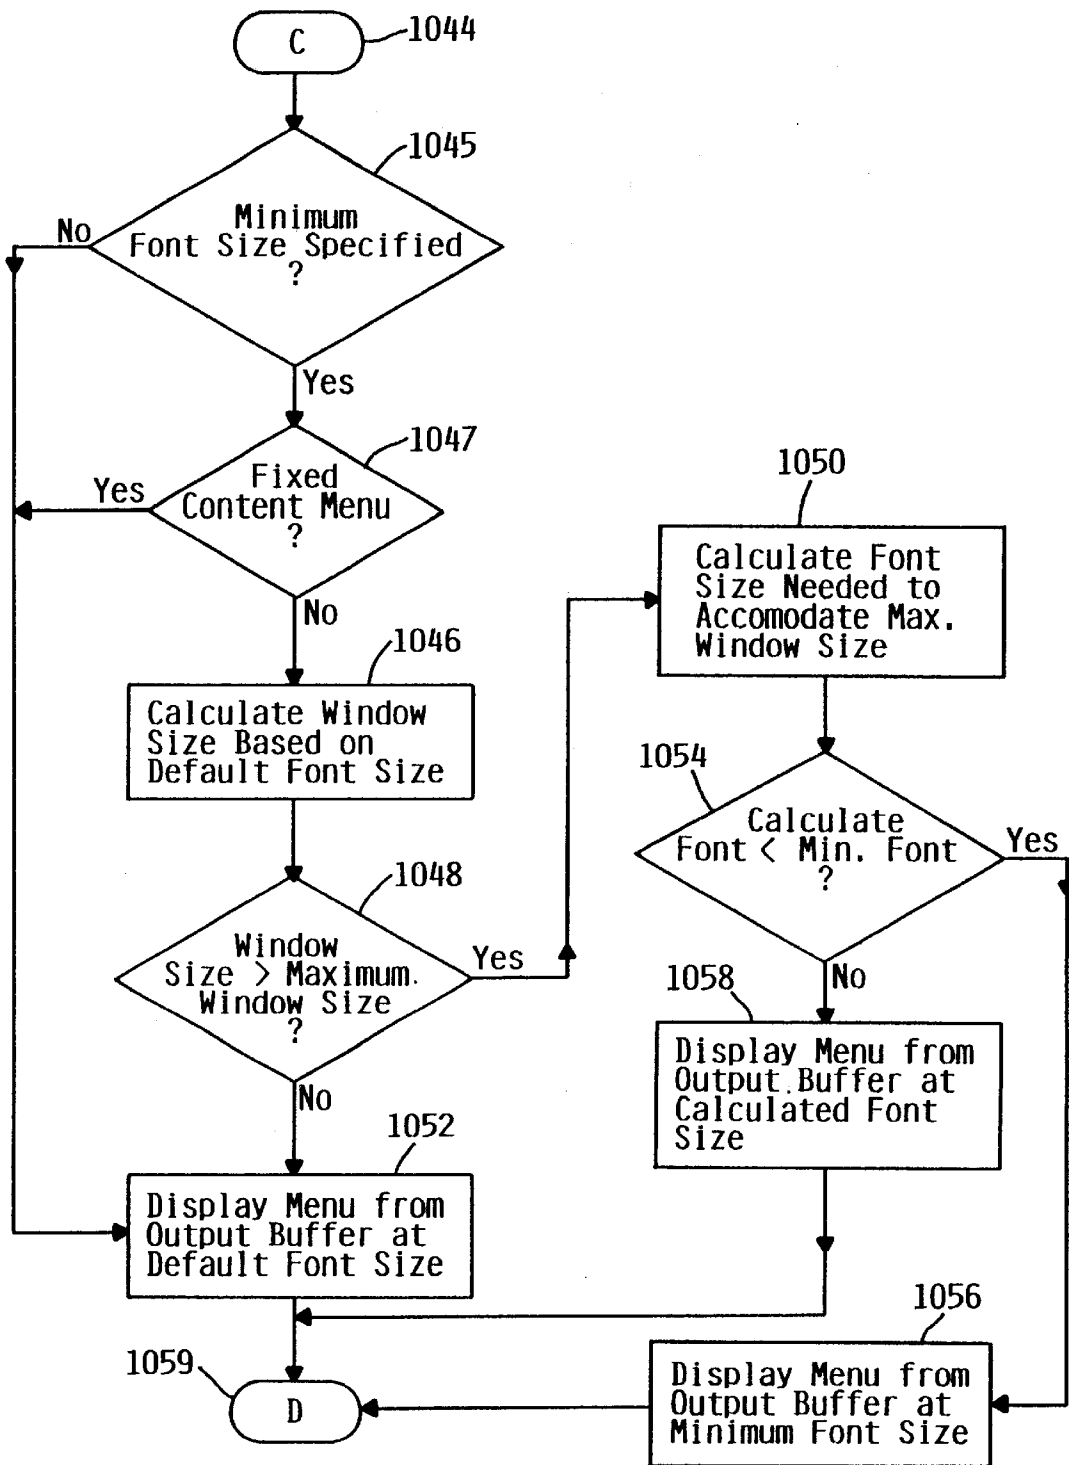 C
1044
1045
Minimum
Font Size Specified
?
No
Yes
1047
Fixed
Content Menu
?
Yes
No
1046
Calculate Window
Size Based on
Default Font Size
1048
Window
Size > Maximum
Window Size
?
Yes
No
1050
Calculate Font
Size Needed to
Accomodate Max.
Window Size
1054
Calculate
Font < Min. Font
?
Yes
No
1058
Display Menu from
Output Buffer at
Calculated Font
Size
1052
Display Menu from
Output Buffer at
Default Font Size
1056
Display Menu from
Output Buffer at
Minimum Font Size
1059
D